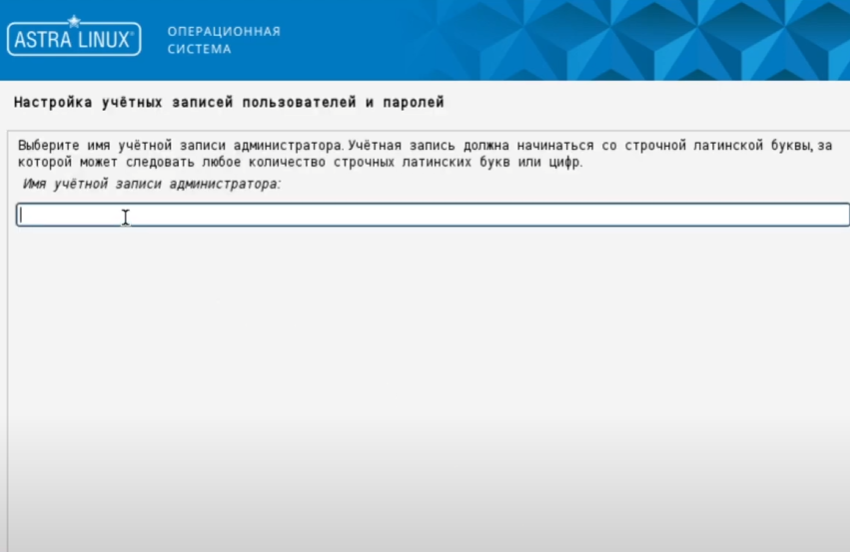 ASTRA LINUX®
ОПЕРАЦИОННАЯ
СИСТЕМА
Настройка учётных записей пользователей и паролей
Выберите имя учётной записи администратора. Учётная запись должна начинаться со строчной латинской буквы, за
которой может следовать любое количество строчных латинских букв или цифр.
Имя учётной записи администратора: